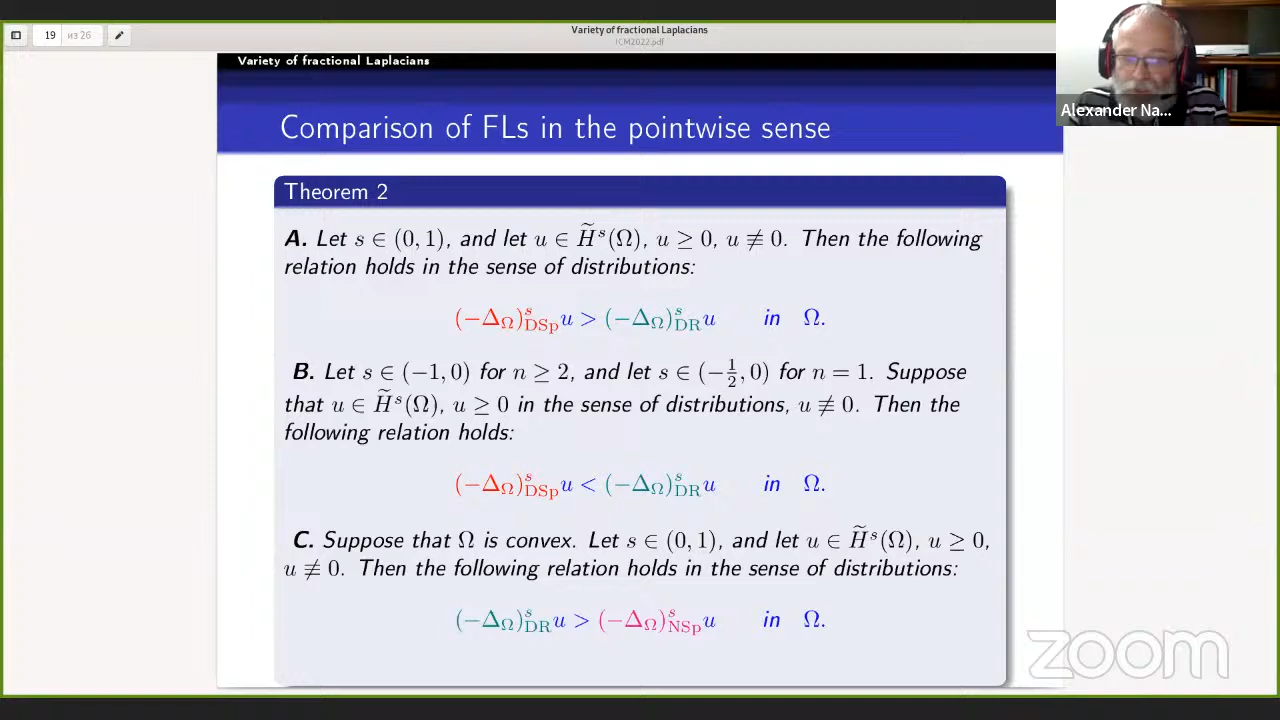 Variety of fractional Laplacians
ICM2022.pdf
19 из 26
Variety of fractional Laplacians
Alexander Na...
Comparison of FLs in the pointwise sense
Theorem 2
A. Let s ∈ (0, 1), and let u ∈ H̃ˢ(Ω), u ≥ 0, u ≢ 0. Then the following
relation holds in the sense of distributions:
(−Δ_Ω)^s_DSp u > (−Δ_Ω)^s_DR u in Ω.
B. Let s ∈ (−1, 0) for n ≥ 2, and let s ∈ (−½, 0) for n = 1. Suppose
that u ∈ H̃ˢ(Ω), u ≥ 0 in the sense of distributions, u ≢ 0. Then the
following relation holds:
(−Δ_Ω)^s_DSp u < (−Δ_Ω)^s_DR u in Ω.
C. Suppose that Ω is convex. Let s ∈ (0, 1), and let u ∈ H̃ˢ(Ω), u ≥ 0,
u ≢ 0. Then the following relation holds in the sense of distributions:
(−Δ_Ω)^s_DR u > (−Δ_Ω)^s_NSp u in Ω.
zoom